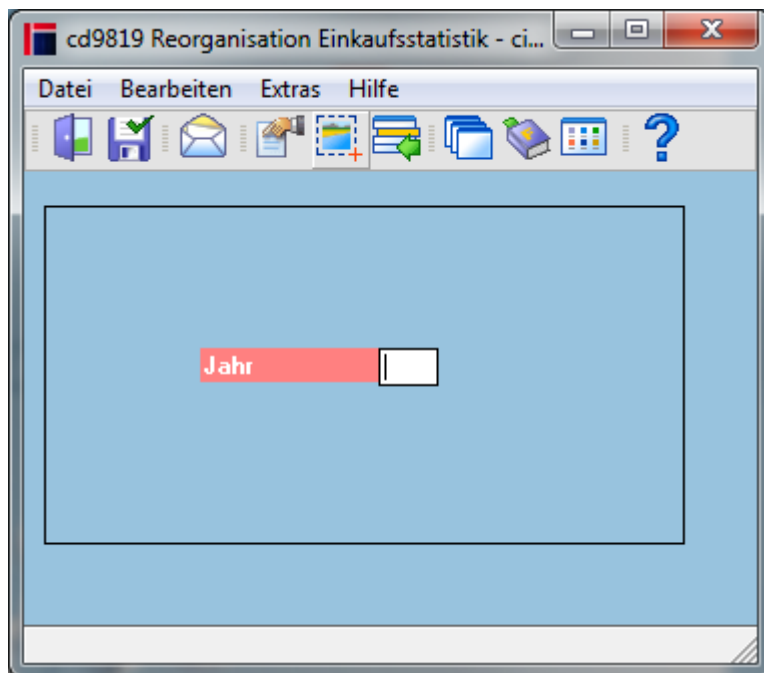 cd9819 Reorganisation Einkaufsstatistik - ci...
Datei Bearbeiten Extras Hilfe
Jahr